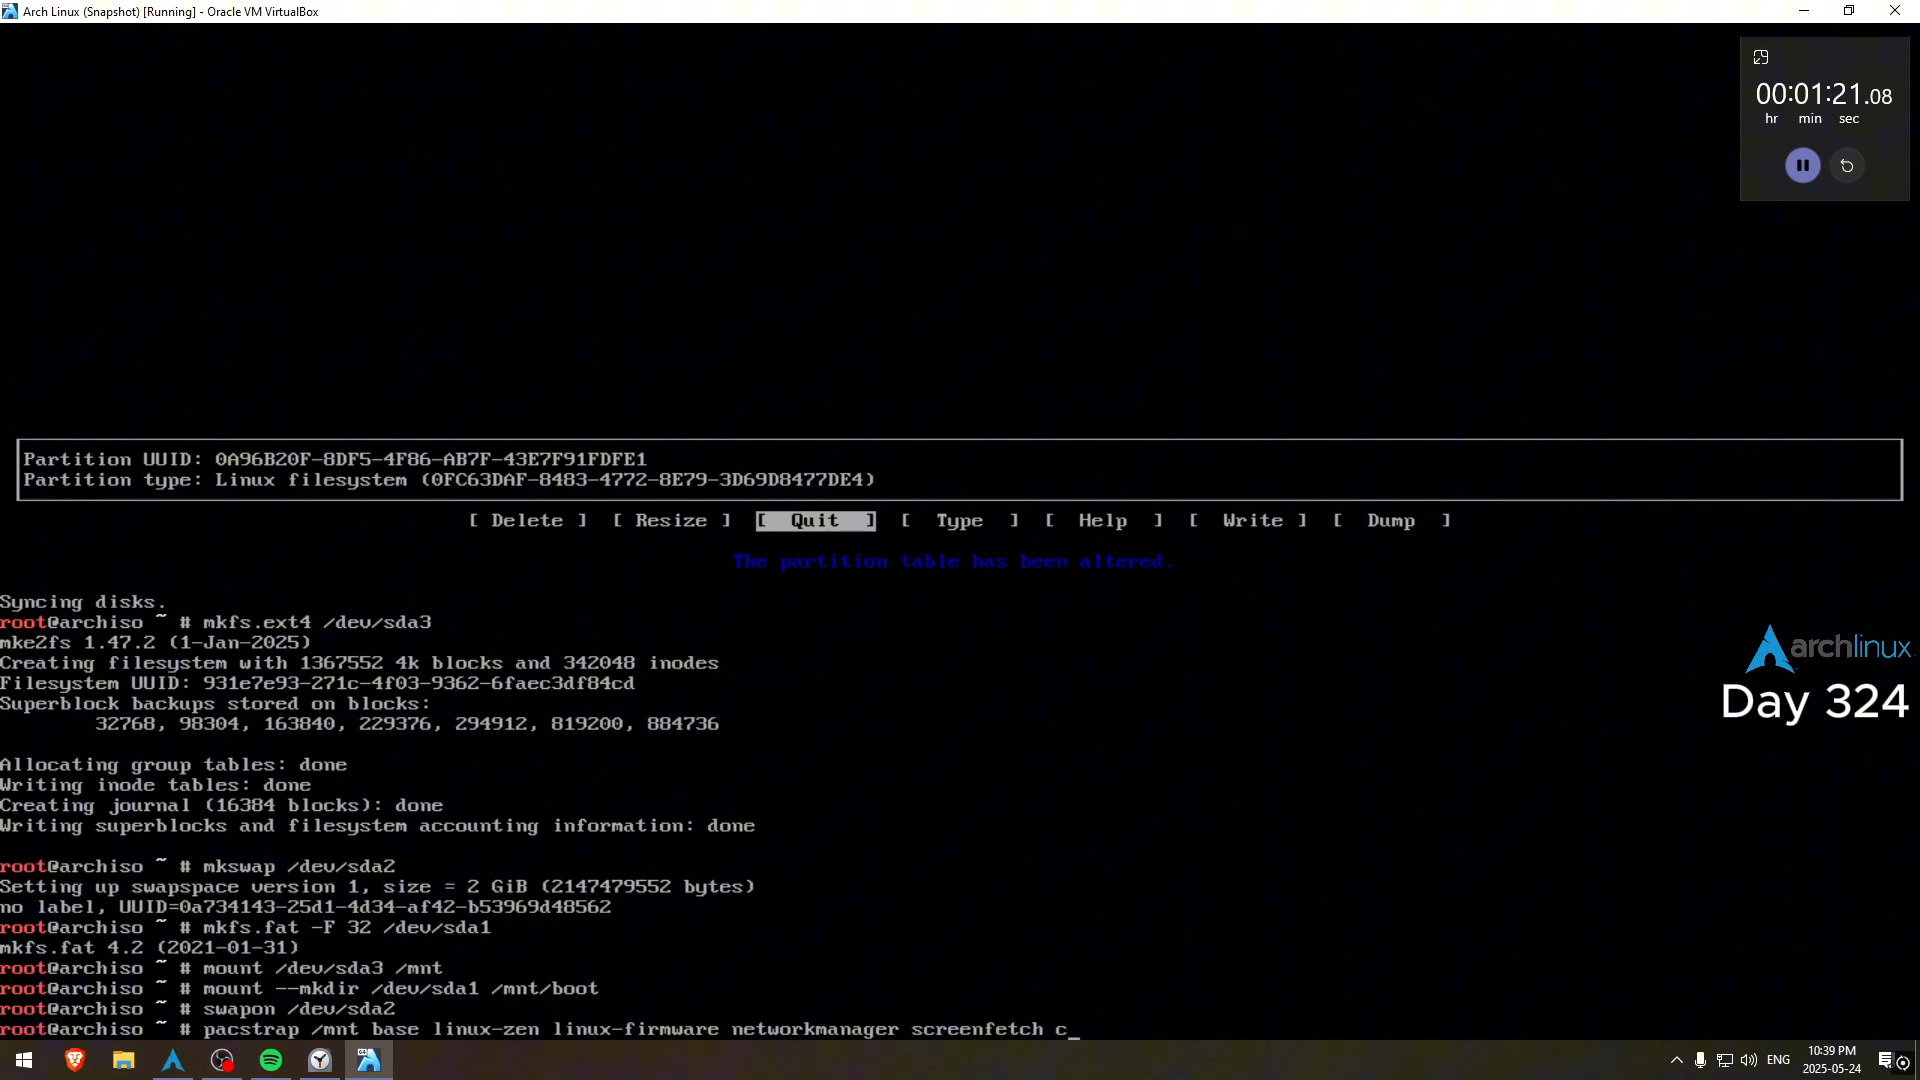 Arch Linux (Snapshot) [Running] - Oracle VM VirtualBox
00:01:21.08
hr min sec
Partition UUID: 0A96B20F-8DF5-4F86-AB7F-43E7F91FDFE1
Partition type: Linux filesystem (0FC63DAF-8483-4772-8E79-3D69D8477DE4)
[ Delete ] [ Resize ] [ Quit ] [ Type ] [ Help ] [ Write ] [ Dump ]
The partition table has been altered.
Syncing disks.
root@archiso ~ # mkfs.ext4 /dev/sda3
mke2fs 1.47.2 (1-Jan-2025)
Creating filesystem with 1367552 4k blocks and 342048 inodes
Filesystem UUID: 931e7e93-271c-4f03-9362-6faec3df84cd
Superblock backups stored on blocks:
32768, 98304, 163840, 229376, 294912, 819200, 884736
Allocating group tables: done
Writing inode tables: done
Creating journal (16384 blocks): done
Writing superblocks and filesystem accounting information: done
root@archiso ~ # mkswap /dev/sda2
Setting up swapspace version 1, size = 2 GiB (2147479552 bytes)
no label, UUID=0a734143-25d1-4d34-af42-b53969d48562
root@archiso ~ # mkfs.fat -F 32 /dev/sda1
mkfs.fat 4.2 (2021-01-31)
root@archiso ~ # mount /dev/sda3 /mnt
root@archiso ~ # mount --mkdir /dev/sda1 /mnt/boot
root@archiso ~ # swapon /dev/sda2
root@archiso ~ # pacstrap /mnt base linux-zen linux-firmware networkmanager screenfetch c_
archlinux
Day 324
ENG
10:39 PM
2025-05-24